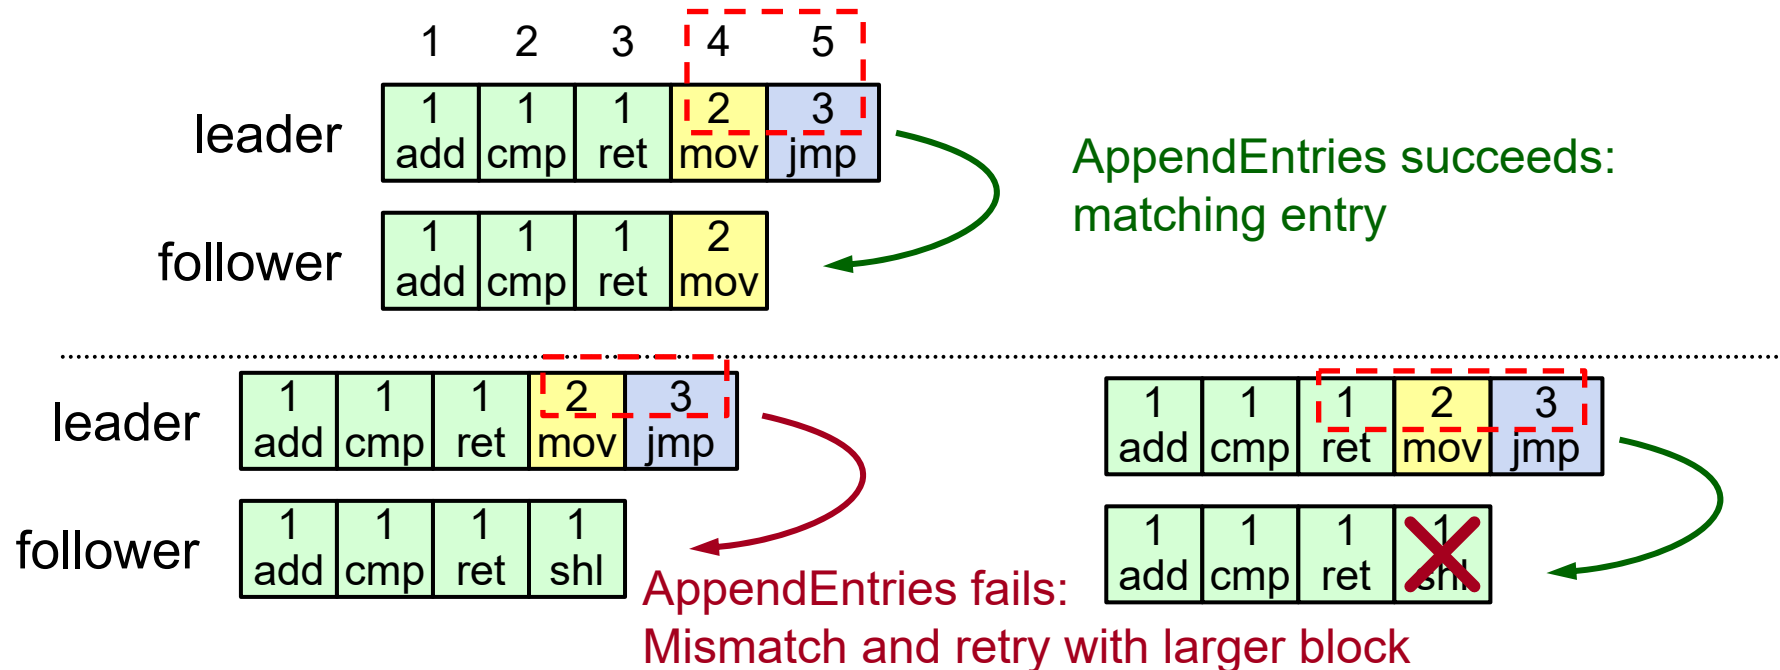 1 2 3 4 5
leader
1 1 1 2 3
add cmp ret mov jmp
AppendEntries succeeds:
matching entry
follower
1 1 1 2
add cmp ret mov
leader
1 1 1 2 3
add cmp ret mov jmp
follower
1 1 1 1
add cmp ret shl
AppendEntries fails:
Mismatch and retry with larger block
1 1 1 2 3
add cmp ret mov jmp
1 1 1 1
add cmp ret shl